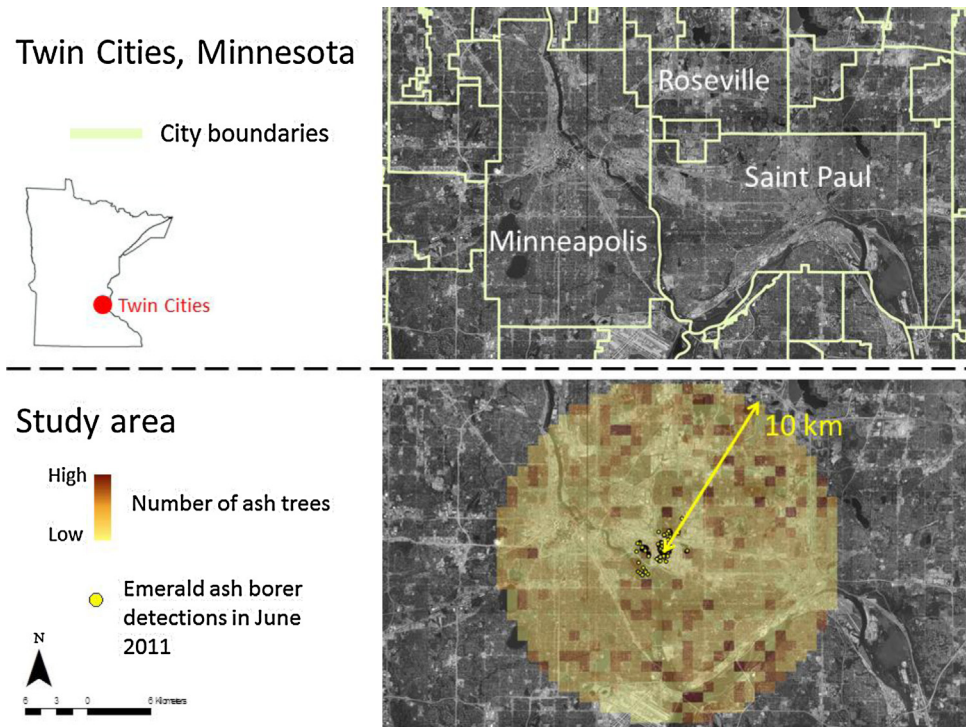 Twin Cities, Minnesota
City boundaries
Twin Cities
Roseville
Saint Paul
Minneapolis
Study area
High
Low
Number of ash trees
Emerald ash borer
detections in June
2011
N
6 3 0 6 Kilometers
10 km